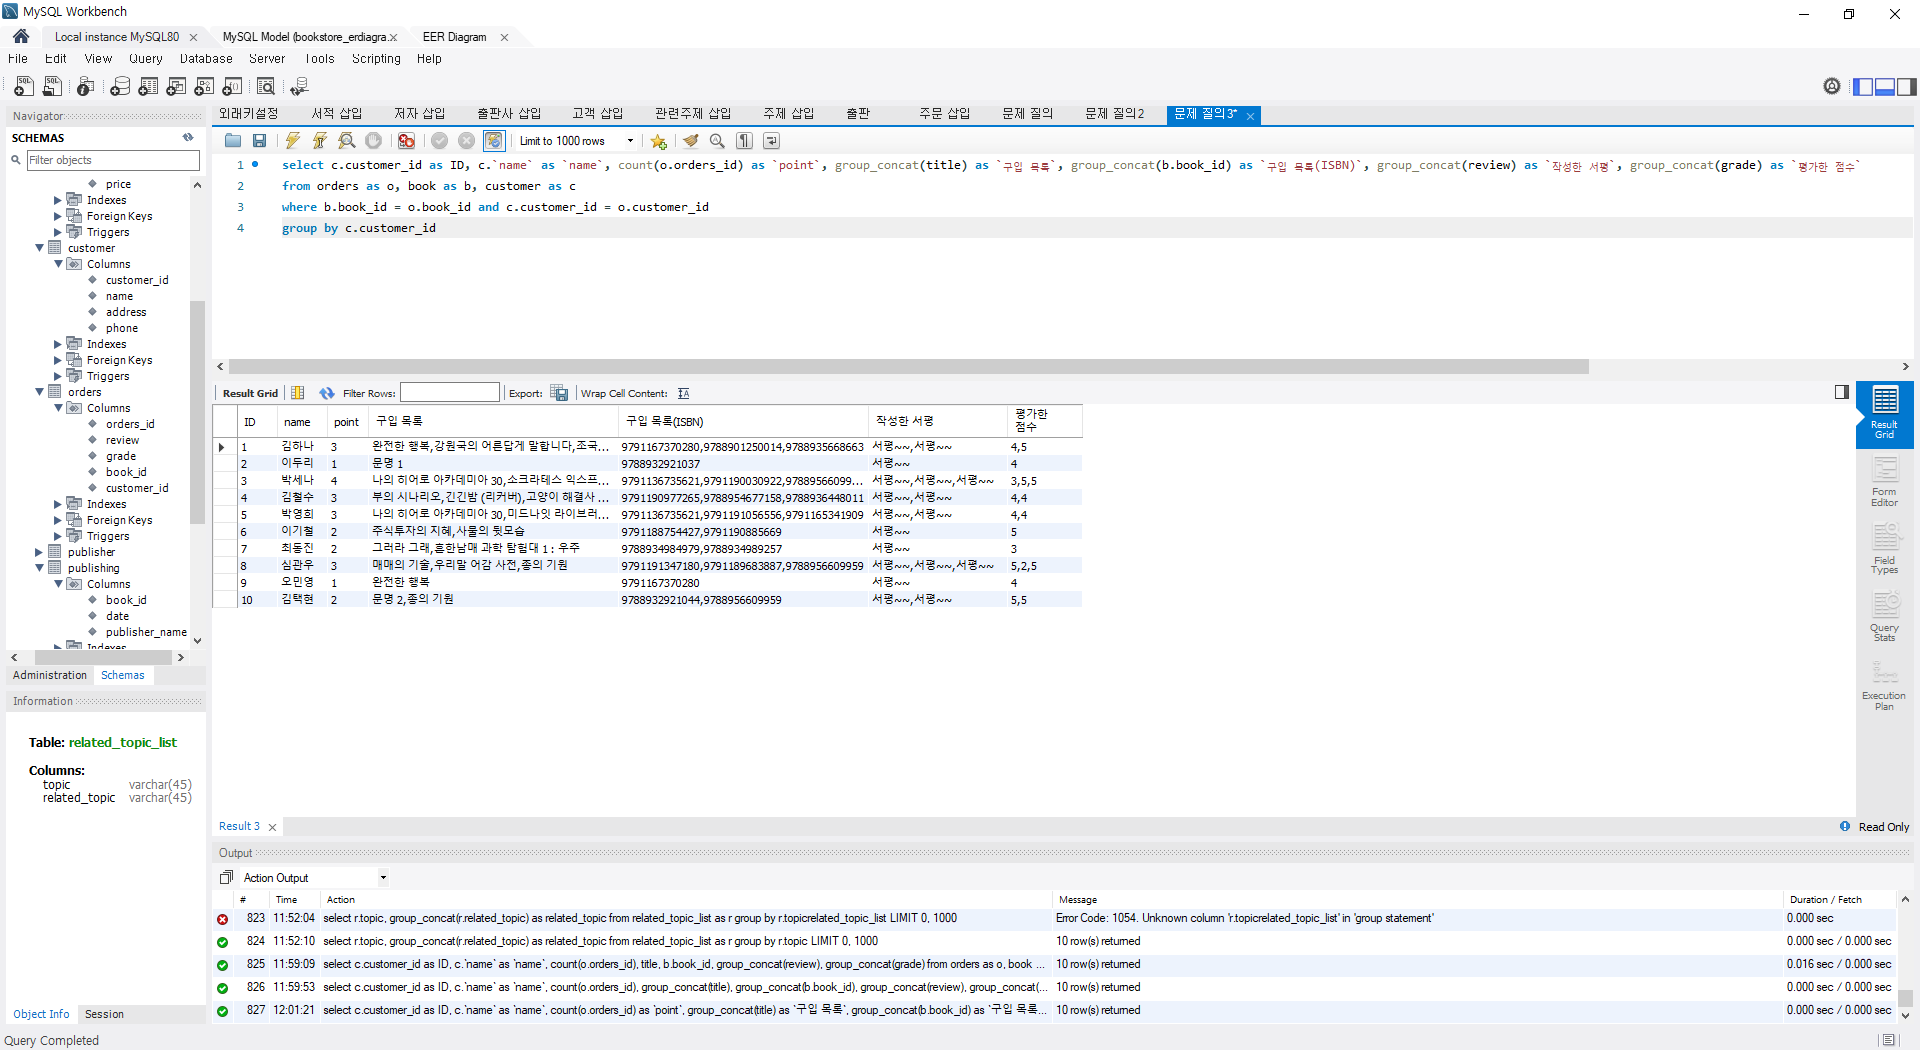 MySQL Workbench
Local instance MySQL80
MySQL Model (bookstore_erdiagra...
EER Diagram
File Edit View Query Database Server Tools Scripting Help
Navigator
SCHEMAS
Filter objects
price
Indexes
Foreign Keys
Triggers
customer
Columns
customer_id
name
address
phone
Indexes
Foreign Keys
Triggers
orders
Columns
orders_id
review
grade
book_id
customer_id
Indexes
Foreign Keys
Triggers
publisher
publishing
Columns
book_id
date
publisher_name
Indexes
Administration Schemas
Information
Table: related_topic_list
Columns:
topic varchar(45)
related_topic varchar(45)
Object Info Session
Query Completed
외래키설정 서적 삽입 저자 삽입 출판사 삽입 고객 삽입 관련주제 삽입 주제 삽입 출판 주문 삽입 문제 질의 문제 질의2 문제 질의3*
Limit to 1000 rows
1 select c.customer_id as ID, c.`name` as `name`, count(o.orders_id) as `point`, group_concat(title) as `구입 목록`, group_concat(b.book_id) as `구입 목록(ISBN)`, group_concat(review) as `작성한 서평`, group_concat(grade) as `평가한 점수`
2 from orders as o, book as b, customer as c
3 where b.book_id = o.book_id and c.customer_id = o.customer_id
4 group by c.customer_id
Result Grid Filter Rows: Export: Wrap Cell Content:
ID name point 구입 목록 구입 목록(ISBN) 작성한 서평 평가한 점수
1 김하나 3 완전한 행복,강원국의 어른답게 말합니다,조국... 9791167370280,9788901250014,9788935668663 서평~~,서평~~ 4,5
2 이두리 1 문명 1 9788932921037 서평~~ 4
3 박세나 4 나의 히어로 아카데미아 30,소크라테스 익스프... 9791136735621,9791190030922,97889566099... 서평~~,서평~~,서평~~ 3,5,5
4 김철수 3 부의 시나리오,긴긴밤 (리커버),고양이 해결사 ... 9791190977265,9788954677158,9788936448011 서평~~,서평~~ 4,4
5 박영희 3 나의 히어로 아카데미아 30,미드나잇 라이브러... 9791136735621,9791191056556,9791165341909 서평~~,서평~~ 4,4
6 이기철 2 주식투자의 지혜,사물의 뒷모습 9791188754427,9791190885669 서평~~ 5
7 최동진 2 그러라 그래,흔한남매 과학 탐험대 1 : 우주 9788934984979,9788934989257 서평~~ 3
8 심관우 3 매매의 기술,우리말 어감 사전,종의 기원 9791191347180,9791189683887,9788956609959 서평~~,서평~~,서평~~ 5,2,5
9 오민영 1 완전한 행복 9791167370280 서평~~ 4
10 김택현 2 문명 2,종의 기원 9788932921044,9788956609959 서평~~,서평~~ 5,5
Result Grid
Form Editor
Field Types
Query Stats
Execution Plan
Result 3
Read Only
Output
Action Output
# Time Action Message Duration / Fetch
823 11:52:04 select r.topic, group_concat(r.related_topic) as related_topic from related_topic_list as r group by r.topicrelated_topic_list LIMIT 0, 1000 Error Code: 1054. Unknown column 'r.topicrelated_topic_list' in 'group statement' 0.000 sec
824 11:52:10 select r.topic, group_concat(r.related_topic) as related_topic from related_topic_list as r group by r.topic LIMIT 0, 1000 10 row(s) returned 0.000 sec / 0.000 sec
825 11:59:09 select c.customer_id as ID, c.`name` as `name`, count(o.orders_id), title, b.book_id, group_concat(review), group_concat(grade) from orders as o, book ... 10 row(s) returned 0.016 sec / 0.000 sec
826 11:59:53 select c.customer_id as ID, c.`name` as `name`, count(o.orders_id), group_concat(title), group_concat(b.book_id), group_concat(review), group_concat(... 10 row(s) returned 0.000 sec / 0.000 sec
827 12:01:21 select c.customer_id as ID, c.`name` as `name`, count(o.orders_id) as `point`, group_concat(title) as `구입 목록`, group_concat(b.book_id) as `구입 목록... 10 row(s) returned 0.000 sec / 0.000 sec